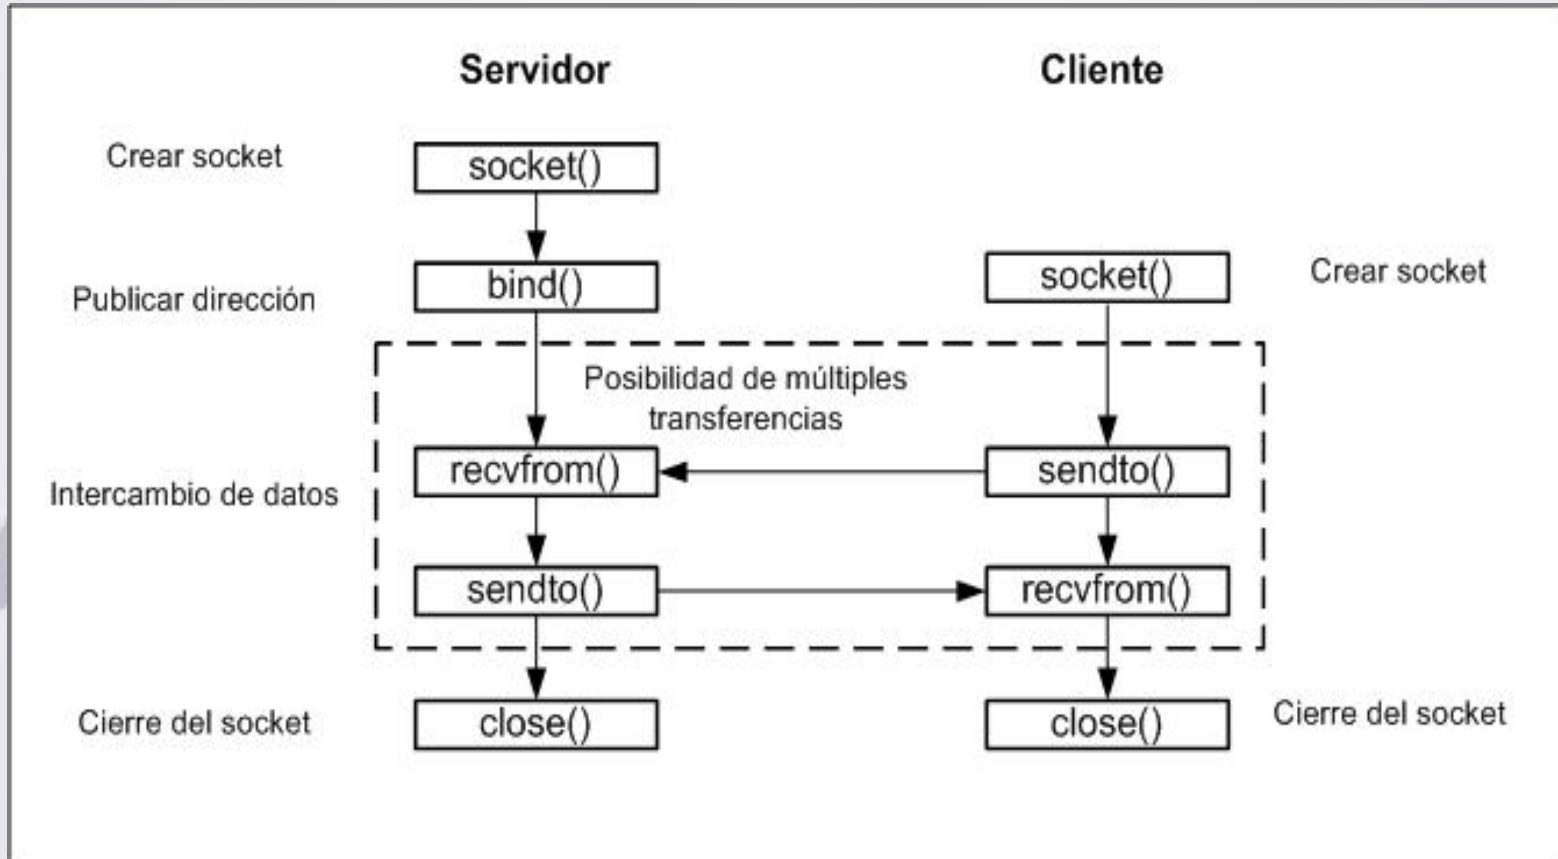 Servidor
Cliente
Crear socket
socket()
Publicar dirección
bind()
socket()
Crear socket
Posibilidad de múltiples
transferencias
Intercambio de datos
recvfrom()
sendto()
sendto()
recvfrom()
Cierre del socket
close()
close()
Cierre del socket